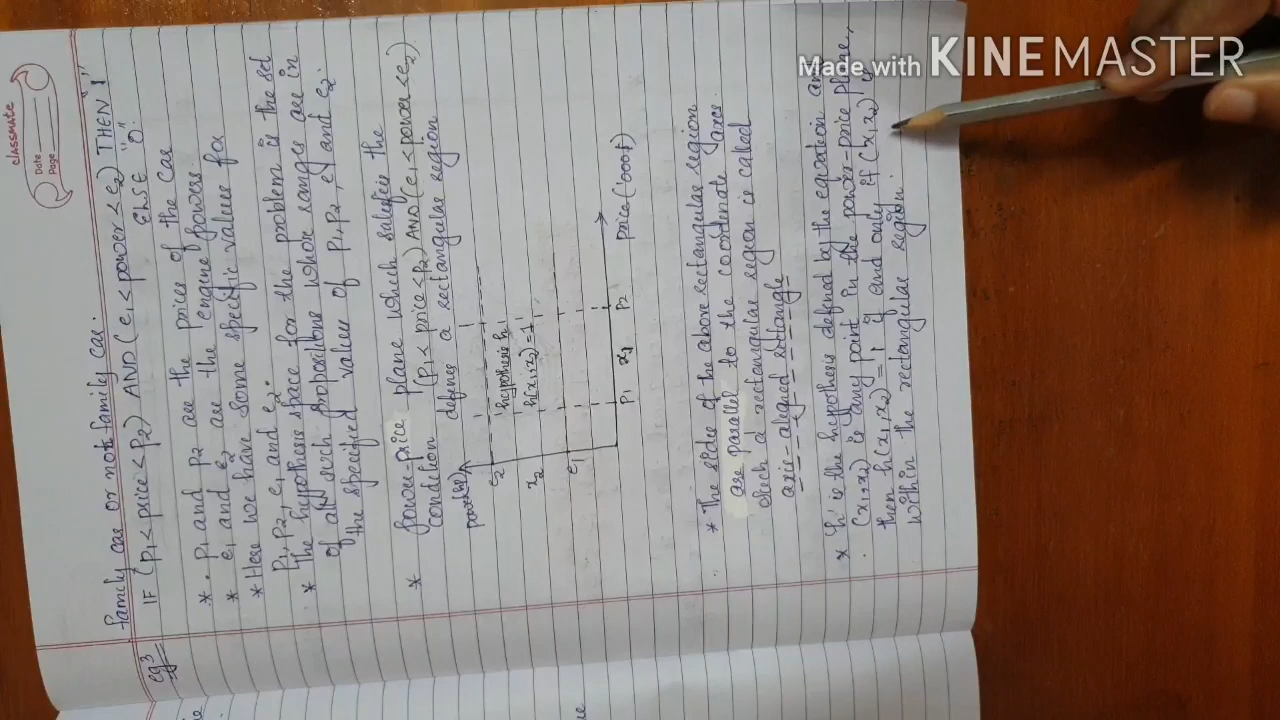 classmate
Date
Page
eg3
family car or not family car.
IF (p1 < price < p2) AND (e1 < power < e2) THEN "1"
ELSE "0".
* p1 and p2 are the prices of the car
* e1 and e2 are the engine powers
* Here we have some specific values for
p1, p2, e1 and e2.
* The hypothesis space for the problem is the set
of all such propositions whose ranges are in
the specified values of p1, p2, e1 and e2.
* power-price plane which satisfies the
condition (p1 < price < p2) AND (e1 < power < e2)
defines a rectangular region
power(hp)
e2
hypothesis h
x2
h(x1, x2) = 1
e1
p1 x1 p2 price ('000 ₹)
* The sides of the above rectangular region
are parallel to the coordinate axes.
such a rectangular region is called
axis-aligned rectangle
* 'h' is the hypothesis defined by the equation and
(x1, x2) is any point in the power-price plane,
then h(x1, x2) = 1 if and only if (x1, x2) is
within the rectangular region.
ue
Made with KINEMASTER